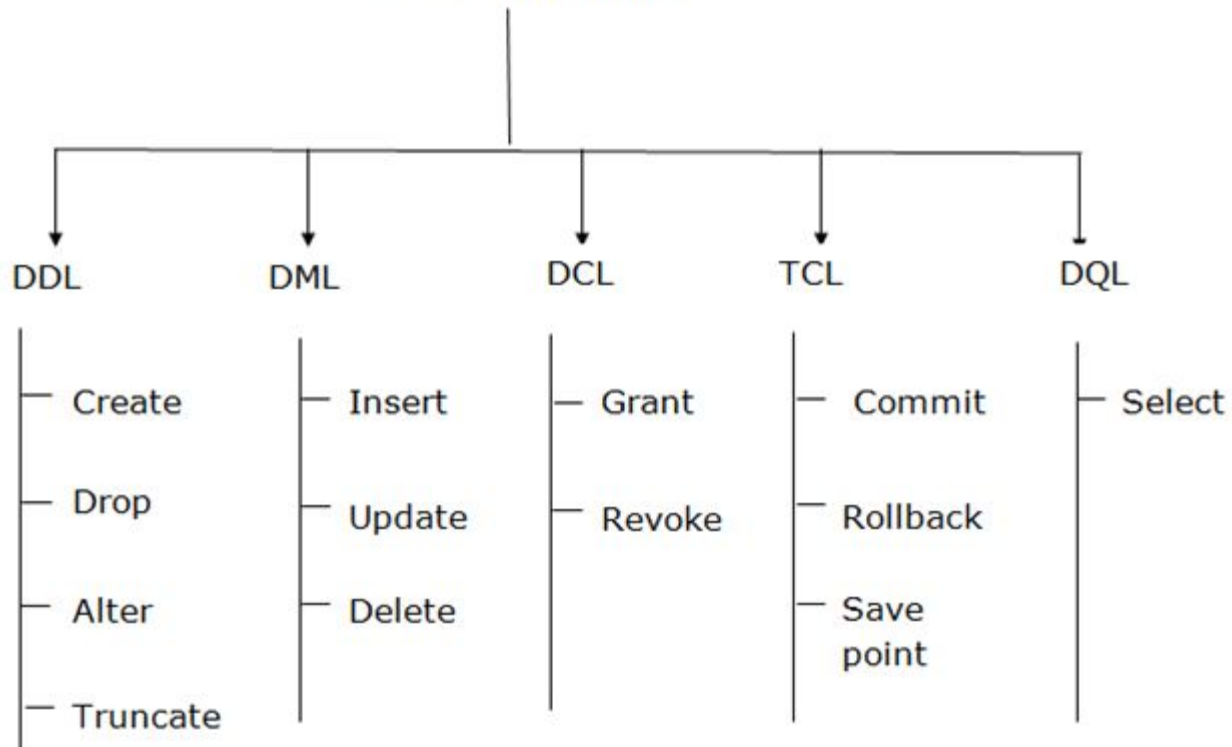 DDL DML DCL TCL DQL
Create Insert Grant Commit Select
Drop Update Revoke Rollback
Alter Delete Save
point
Truncate